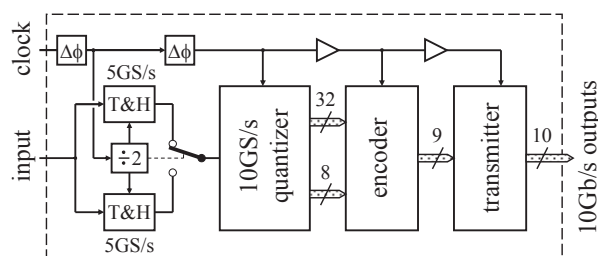 clock
Δϕ
Δϕ
5GS/s
T&H
÷2
T&H
5GS/s
input
10GS/s
quantizer
32
8
encoder
9
transmitter
10
10Gb/s outputs